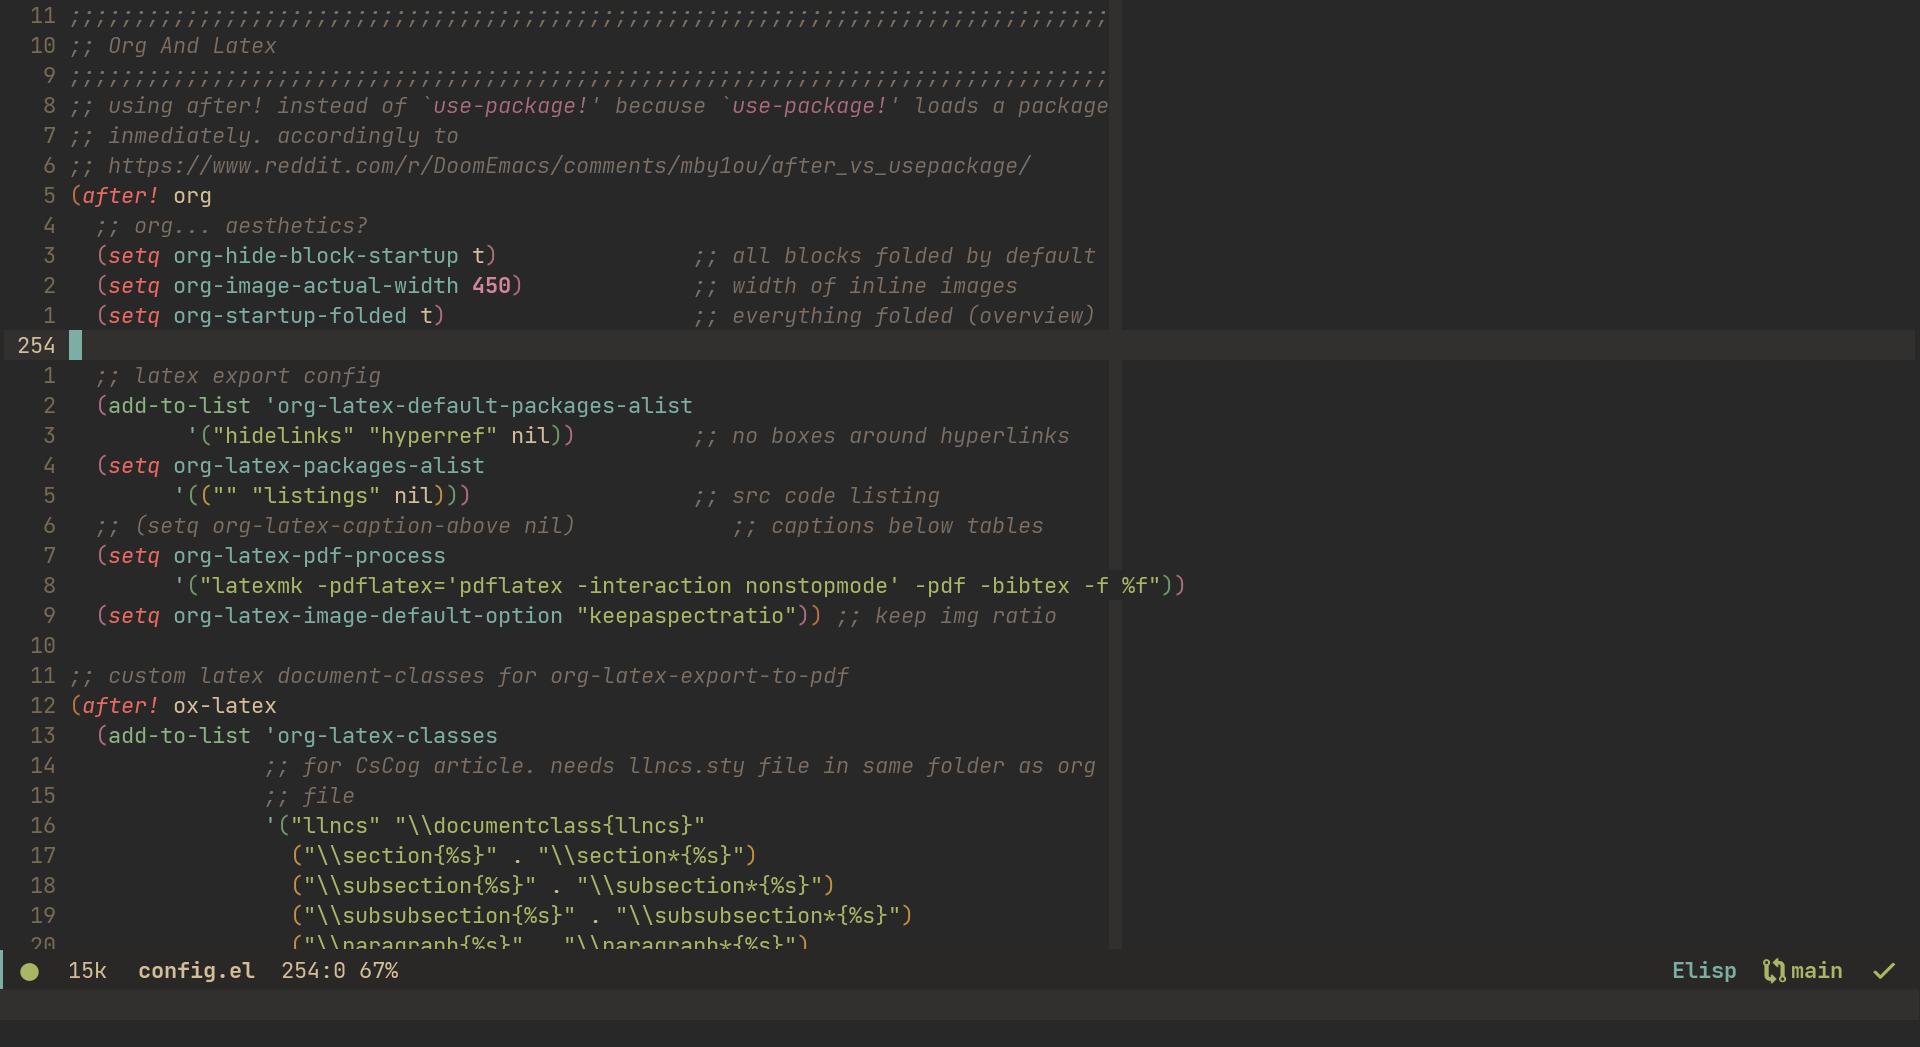 11 ;;;;;;;;;;;;;;;;;;;;;;;;;;;;;;;;;;;;;;;;;;;;;;;;;;;;;;;;;;;;;;;;;;;;;;;;;;;;;;;;
10 ;; Org And Latex
9 ;;;;;;;;;;;;;;;;;;;;;;;;;;;;;;;;;;;;;;;;;;;;;;;;;;;;;;;;;;;;;;;;;;;;;;;;;;;;;;;;
8 ;; using after! instead of `use-package!' because `use-package!' loads a package
7 ;; inmediately. accordingly to
6 ;; https://www.reddit.com/r/DoomEmacs/comments/mby1ou/after_vs_usepackage/
5 (after! org
4   ;; org... aesthetics?
3   (setq org-hide-block-startup t)               ;; all blocks folded by default
2   (setq org-image-actual-width 450)             ;; width of inline images
1   (setq org-startup-folded t)                   ;; everything folded (overview)
254
1   ;; latex export config
2   (add-to-list 'org-latex-default-packages-alist
3          '("hidelinks" "hyperref" nil))         ;; no boxes around hyperlinks
4   (setq org-latex-packages-alist
5         '(("" "listings" nil)))                 ;; src code listing
6   ;; (setq org-latex-caption-above nil)            ;; captions below tables
7   (setq org-latex-pdf-process
8         '("latexmk -pdflatex='pdflatex -interaction nonstopmode' -pdf -bibtex -f %f"))
9   (setq org-latex-image-default-option "keepaspectratio")) ;; keep img ratio
10
11 ;; custom latex document-classes for org-latex-export-to-pdf
12 (after! ox-latex
13   (add-to-list 'org-latex-classes
14                ;; for CsCog article. needs llncs.sty file in same folder as org
15                ;; file
16                '("llncs" "\\documentclass{llncs}"
17                  ("\\section{%s}" . "\\section*{%s}")
18                  ("\\subsection{%s}" . "\\subsection*{%s}")
19                  ("\\subsubsection{%s}" . "\\subsubsection*{%s}")
20                  ("\\paragraph{%s}" . "\\paragraph*{%s}")
15k config.el 254:0 67% Elisp main